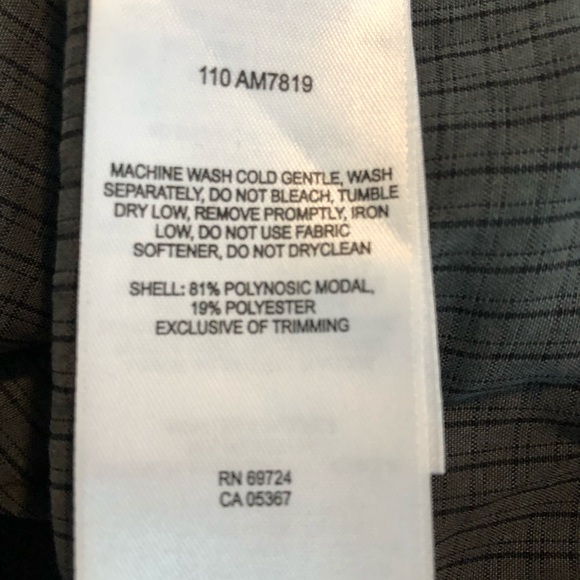 110 AM7819
MACHINE WASH COLD GENTLE, WASH
SEPARATELY, DO NOT BLEACH, TUMBLE
DRY LOW, REMOVE PROMPTLY, IRON
LOW, DO NOT USE FABRIC
SOFTENER, DO NOT DRYCLEAN
SHELL: 81% POLYNOSIC MODAL,
19% POLYESTER
EXCLUSIVE OF TRIMMING
RN 69724
CA 05367